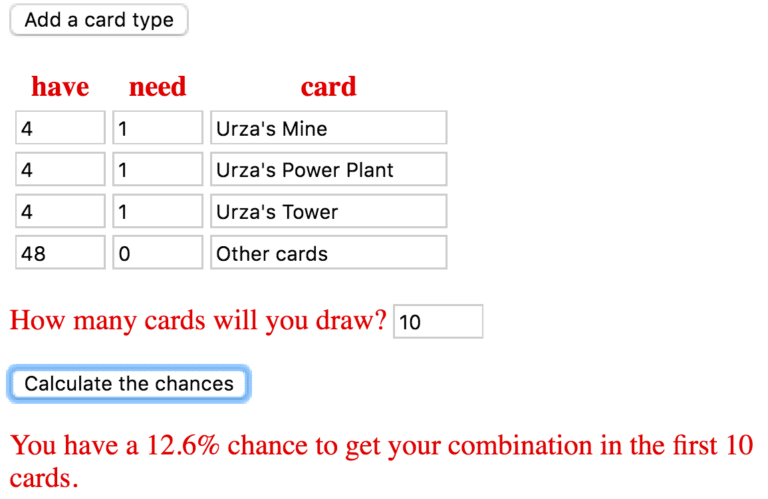 Add a card type
have need card
4 1 Urza's Mine
4 1 Urza's Power Plant
4 1 Urza's Tower
48 0 Other cards
How many cards will you draw? 10
Calculate the chances
You have a 12.6% chance to get your combination in the first 10
cards.